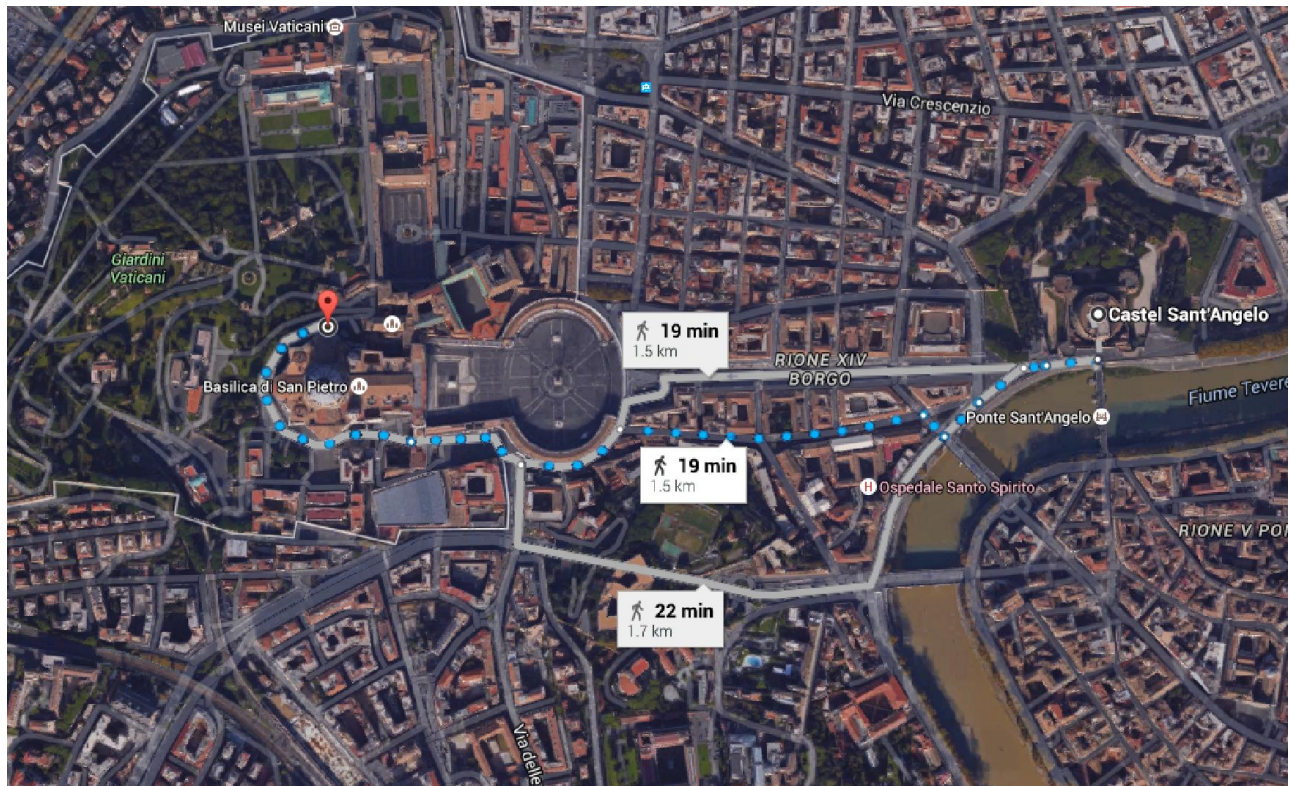 Musei Vaticani
Via Crescenzio
Giardini
Vaticani
Castel Sant'Angelo
19 min
1.5 km
RIONE XIV
BORGO
Basilica di San Pietro
Fiume Tevere
Ponte Sant'Angelo
19 min
1.5 km
H
Ospedale Santo Spirito
RIONE V PON
22 min
1.7 km
Via delle